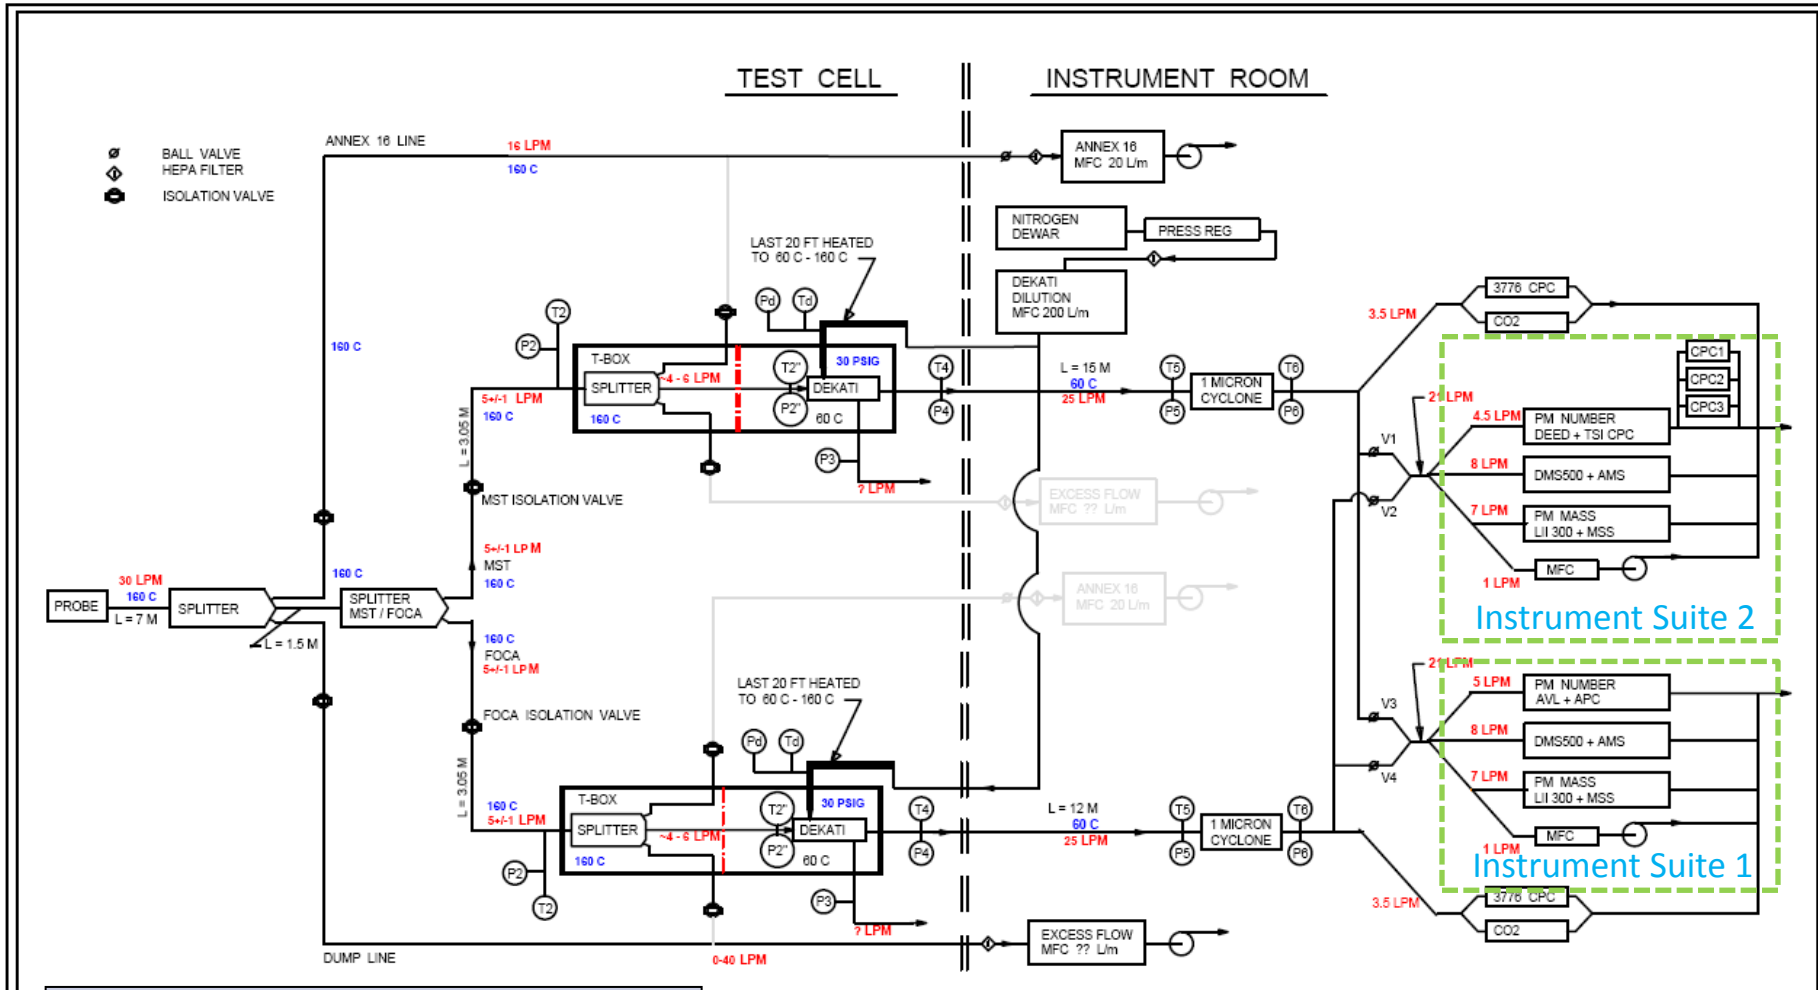 TEST CELL
INSTRUMENT ROOM
BALL VALVE
HEPA FILTER
ISOLATION VALVE
ANNEX 16 LINE
16 LPM
160 C
ANNEX 16
MFC 20 L/m
NITROGEN
DEWAR
PRESS REG
DEKATI
DILUTION
MFC 200 L/m
LAST 20 FT HEATED
TO 60 C - 160 C
160 C
Pd
Td
T2
P2
T-BOX
SPLITTER
~4 - 6 LPM
160 C
T2"
P2"
30 PSIG
DEKATI
60 C
T4
P4
L = 15 M
60 C
25 LPM
T5
P5
1 MICRON
CYCLONE
T6
P6
3.5 LPM
3776 CPC
CO2
5+/-1 LPM
160 C
L = 3.05 M
P3
? LPM
MST ISOLATION VALVE
EXCESS FLOW
MFC ?? L/m
V1
V2
21 LPM
4.5 LPM
PM NUMBER
DEED + TSI CPC
CPC1
CPC2
CPC3
8 LPM
DMS500 + AMS
7 LPM
PM MASS
LII 300 + MSS
1 LPM
MFC
Instrument Suite 2
5+/-1 LPM
MST
160 C
PROBE
30 LPM
160 C
L = 7 M
SPLITTER
160 C
L = 1.5 M
SPLITTER
MST / FOCA
160 C
FOCA
5+/-1 LPM
ANNEX 16
MFC 20 L/m
FOCA ISOLATION VALVE
L = 3.05 M
LAST 20 FT HEATED
TO 60 C - 160 C
Pd
Td
160 C
5+/-1 LPM
P2
T2
T-BOX
SPLITTER
~4 - 6 LPM
160 C
T2"
P2"
30 PSIG
DEKATI
60 C
T4
P4
L = 12 M
60 C
25 LPM
T5
P5
1 MICRON
CYCLONE
T6
P6
V3
V4
21 LPM
5 LPM
PM NUMBER
AVL + APC
8 LPM
DMS500 + AMS
7 LPM
PM MASS
LII 300 + MSS
1 LPM
MFC
Instrument Suite 1
3.5 LPM
3776 CPC
CO2
P3
? LPM
DUMP LINE
0-40 LPM
EXCESS FLOW
MFC ?? L/m